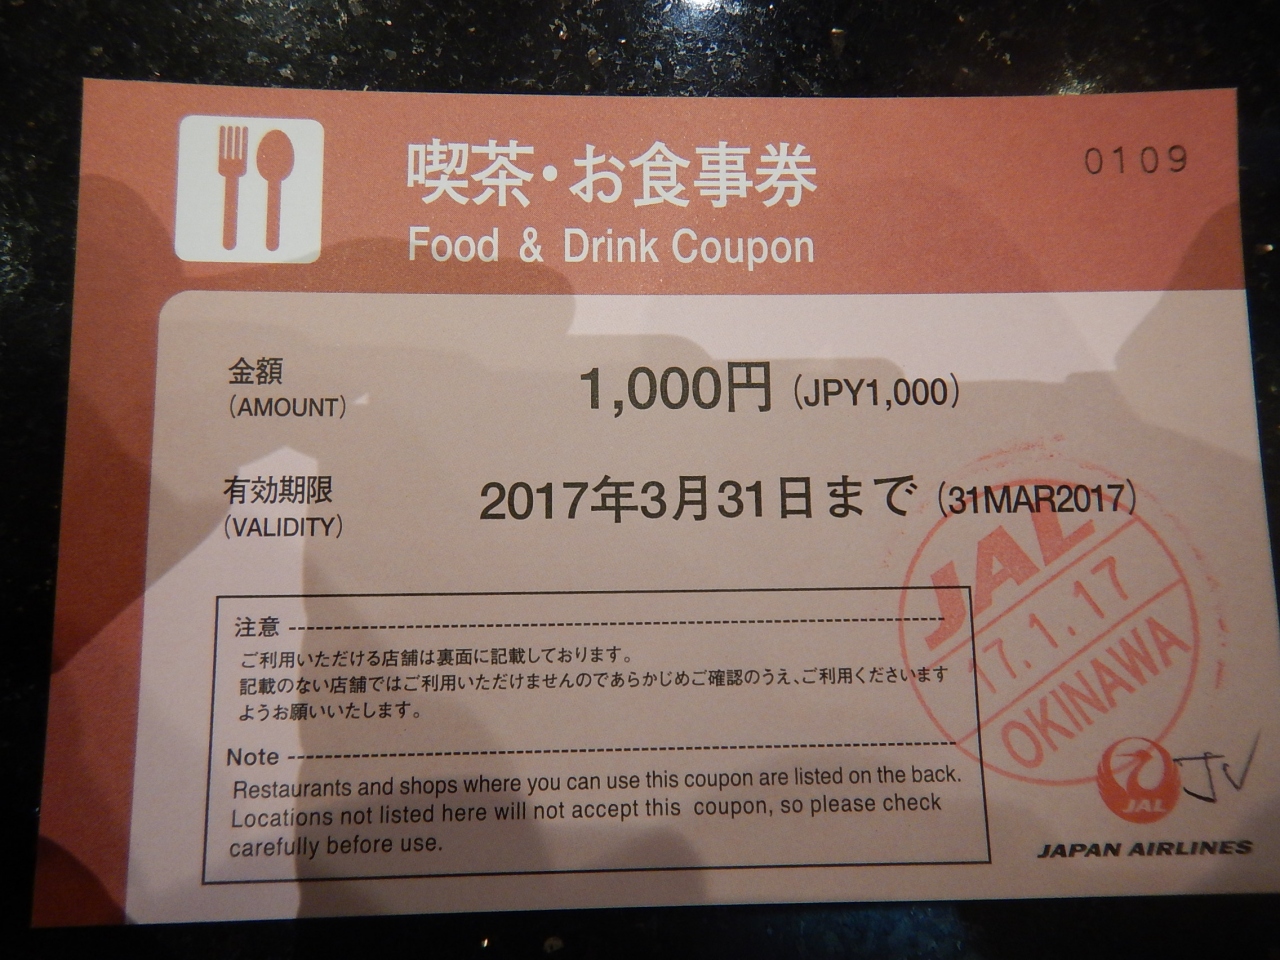 喫茶・お食事券
0109
Food & Drink Coupon
金額
(AMOUNT)
1,000円 (JPY1,000)
有効期限
(VALIDITY)
2017年3月31日まで (31MAR2017)
JAL
17.1.17
OKINAWA
注意
ご利用いただける店舗は裏面に記載しております。
記載のない店舗ではご利用いただけませんのであらかじめご確認のうえ、ご利用くださいます
ようお願いいたします。
Note
Restaurants and shops where you can use this coupon are listed on the back.
Locations not listed here will not accept this coupon, so please check
carefully before use.
JAL
JV
JAPAN AIRLINES